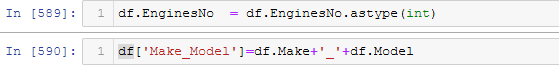 In [589]: 1 df.EnginesNo  = df.EnginesNo.astype(int)
In [590]: 1 df['Make_Model']=df.Make+'_'+df.Model